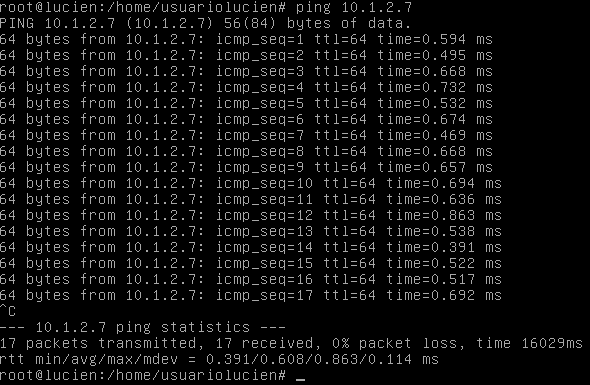 root@lucien:/home/usuariolucien# ping 10.1.2.7
PING 10.1.2.7 (10.1.2.7) 56(84) bytes of data.
64 bytes from 10.1.2.7: icmp_seq=1 ttl=64 time=0.594 ms
64 bytes from 10.1.2.7: icmp_seq=2 ttl=64 time=0.495 ms
64 bytes from 10.1.2.7: icmp_seq=3 ttl=64 time=0.668 ms
64 bytes from 10.1.2.7: icmp_seq=4 ttl=64 time=0.732 ms
64 bytes from 10.1.2.7: icmp_seq=5 ttl=64 time=0.532 ms
64 bytes from 10.1.2.7: icmp_seq=6 ttl=64 time=0.674 ms
64 bytes from 10.1.2.7: icmp_seq=7 ttl=64 time=0.469 ms
64 bytes from 10.1.2.7: icmp_seq=8 ttl=64 time=0.668 ms
64 bytes from 10.1.2.7: icmp_seq=9 ttl=64 time=0.657 ms
64 bytes from 10.1.2.7: icmp_seq=10 ttl=64 time=0.694 ms
64 bytes from 10.1.2.7: icmp_seq=11 ttl=64 time=0.636 ms
64 bytes from 10.1.2.7: icmp_seq=12 ttl=64 time=0.863 ms
64 bytes from 10.1.2.7: icmp_seq=13 ttl=64 time=0.538 ms
64 bytes from 10.1.2.7: icmp_seq=14 ttl=64 time=0.391 ms
64 bytes from 10.1.2.7: icmp_seq=15 ttl=64 time=0.522 ms
64 bytes from 10.1.2.7: icmp_seq=16 ttl=64 time=0.517 ms
64 bytes from 10.1.2.7: icmp_seq=17 ttl=64 time=0.692 ms
^C
--- 10.1.2.7 ping statistics ---
17 packets transmitted, 17 received, 0% packet loss, time 16029ms
rtt min/avg/max/mdev = 0.391/0.608/0.863/0.114 ms
root@lucien:/home/usuariolucien# _